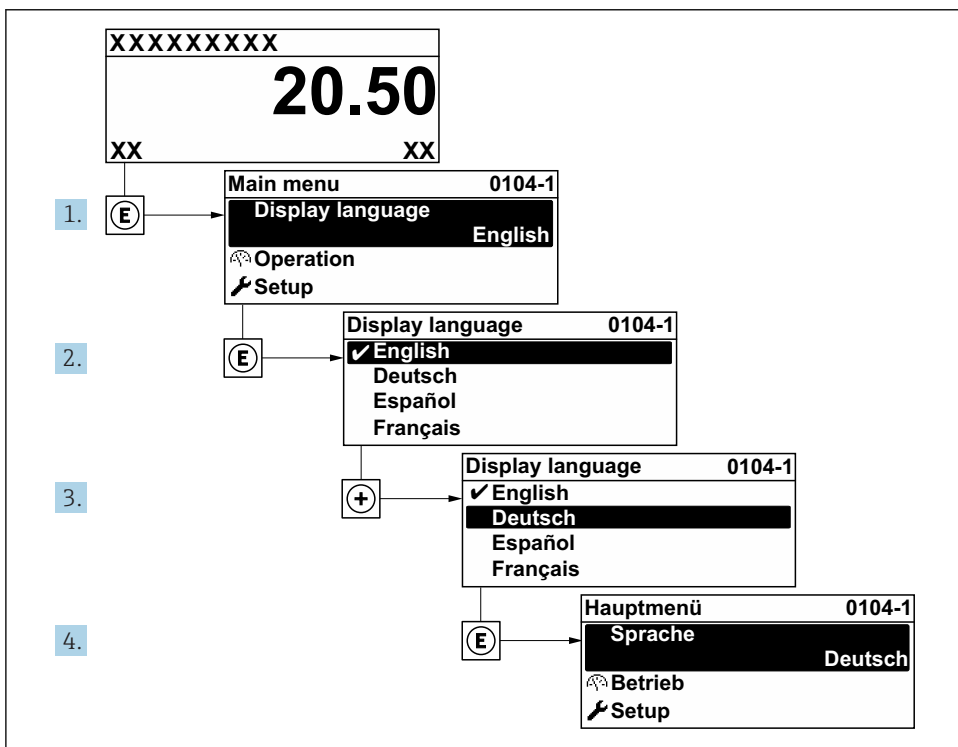 XXXXXXXXX
20.50
XX XX
1. E
Main menu 0104-1
Display language
English
Operation
Setup
2. E
Display language 0104-1
✔English
Deutsch
Español
Français
3. +
Display language 0104-1
✔English
Deutsch
Español
Français
4. E
Hauptmenü 0104-1
Sprache
Deutsch
Betrieb
Setup